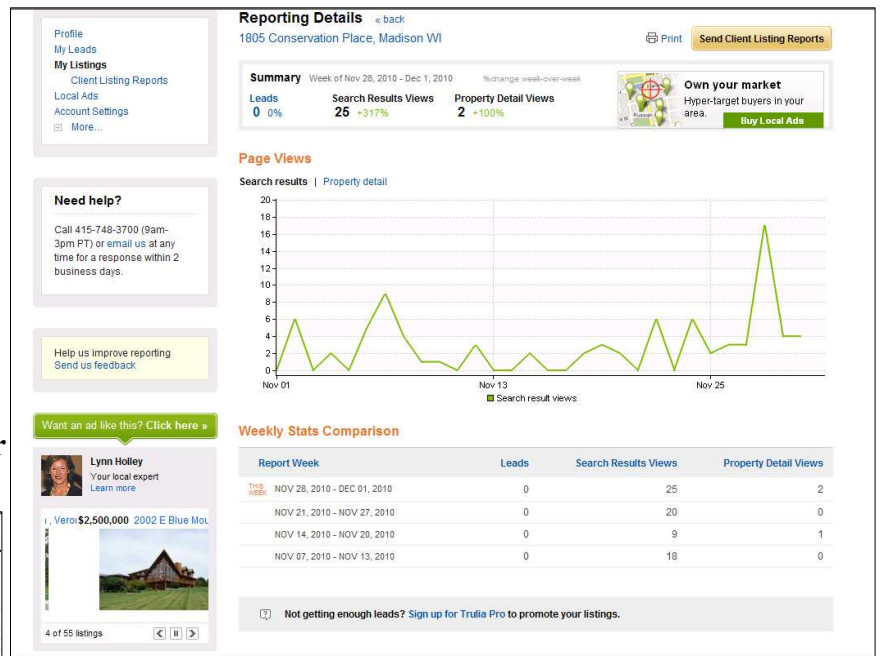 Profile
My Leads
My Listings
Client Listing Reports
Local Ads
Account Settings
More...
Need help?
Call 415-748-3700 (9am-
3pm PT) or email us at any
time for a response within 2
business days.
Help us improve reporting
Send us feedback
Want an ad like this? Click here »
Lynn Holley
Your local expert
Learn more
, Veron $2,500,000 2002 E Blue Mou
4 of 55 listings
r
Reporting Details « back
1805 Conservation Place, Madison WI
Print Send Client Listing Reports
Summary Week of Nov 28, 2010 - Dec 1, 2010 %change week-over-week
Leads Search Results Views Property Detail Views
0 0% 25 +317% 2 +100%
Own your market
Hyper-target buyers in your
area.
Buy Local Ads
Page Views
Search results | Property detail
20
18
16
14
12
10
8
6
4
2
0
Nov 01 Nov 13 Nov 25
Search result views
Weekly Stats Comparison
Report Week Leads Search Results Views Property Detail Views
THIS WEEK NOV 28, 2010 - DEC 01, 2010 0 25 2
NOV 21, 2010 - NOV 27, 2010 0 20 0
NOV 14, 2010 - NOV 20, 2010 0 9 1
NOV 07, 2010 - NOV 13, 2010 0 18 0
? Not getting enough leads? Sign up for Trulia Pro to promote your listings.